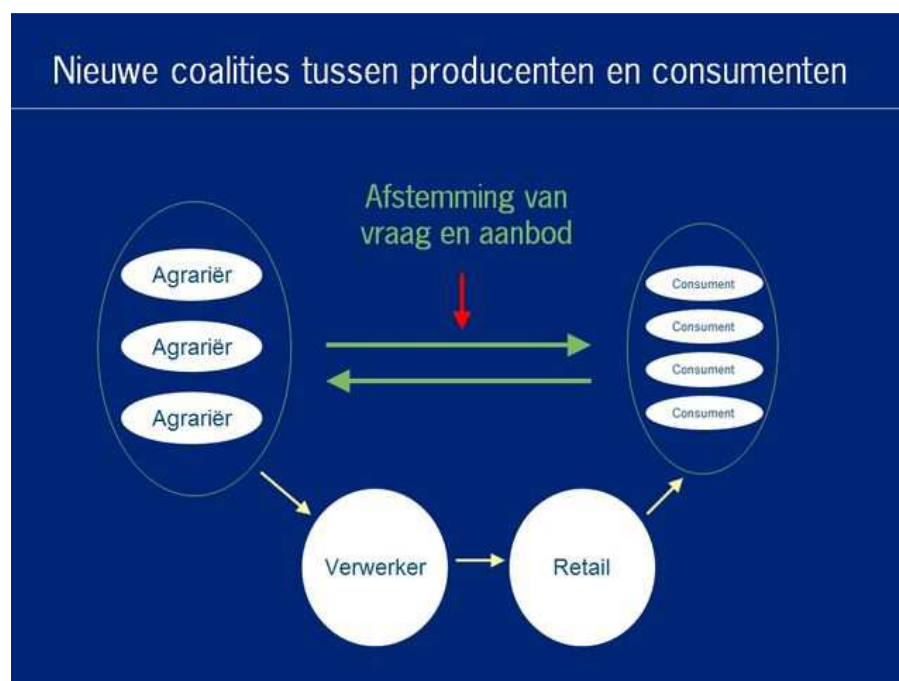 Nieuwe coalities tussen producenten en consumenten
Afstemming van
vraag en aanbod
Agrariër
Agrariër
Agrariër
Consument
Consument
Consument
Consument
Verwerker
Retail